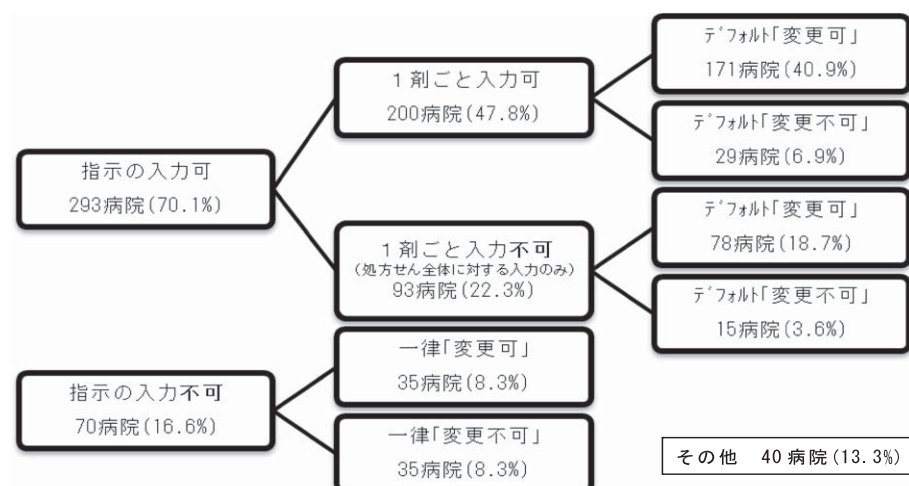 指示の入力可
293病院(70.1%)
1剤ごと入力可
200病院(47.8%)
ﾃﾞﾌｫﾙﾄ「変更可」
171病院(40.9%)
ﾃﾞﾌｫﾙﾄ「変更不可」
29病院(6.9%)
1剤ごと入力不可
(処方せん全体に対する入力のみ)
93病院(22.3%)
ﾃﾞﾌｫﾙﾄ「変更可」
78病院(18.7%)
ﾃﾞﾌｫﾙﾄ「変更不可」
15病院(3.6%)
指示の入力不可
70病院(16.6%)
一律「変更可」
35病院(8.3%)
一律「変更不可」
35病院(8.3%)
その他 40病院(13.3%)